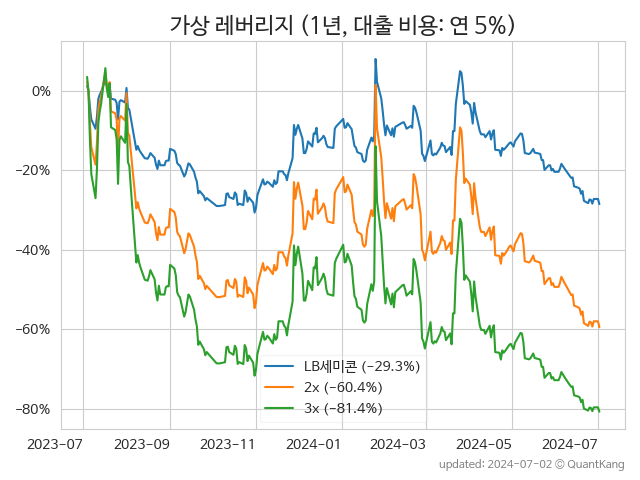 가상 레버리지 (1년, 대출 비용: 연 5%)
0%
−20%
−40%
−60%
−80%
LB세미콘 (−29.3%)
2x (−60.4%)
3x (−81.4%)
2023-07 2023-09 2023-11 2024-01 2024-03 2024-05 2024-07
updated: 2024-07-02 © QuantKang